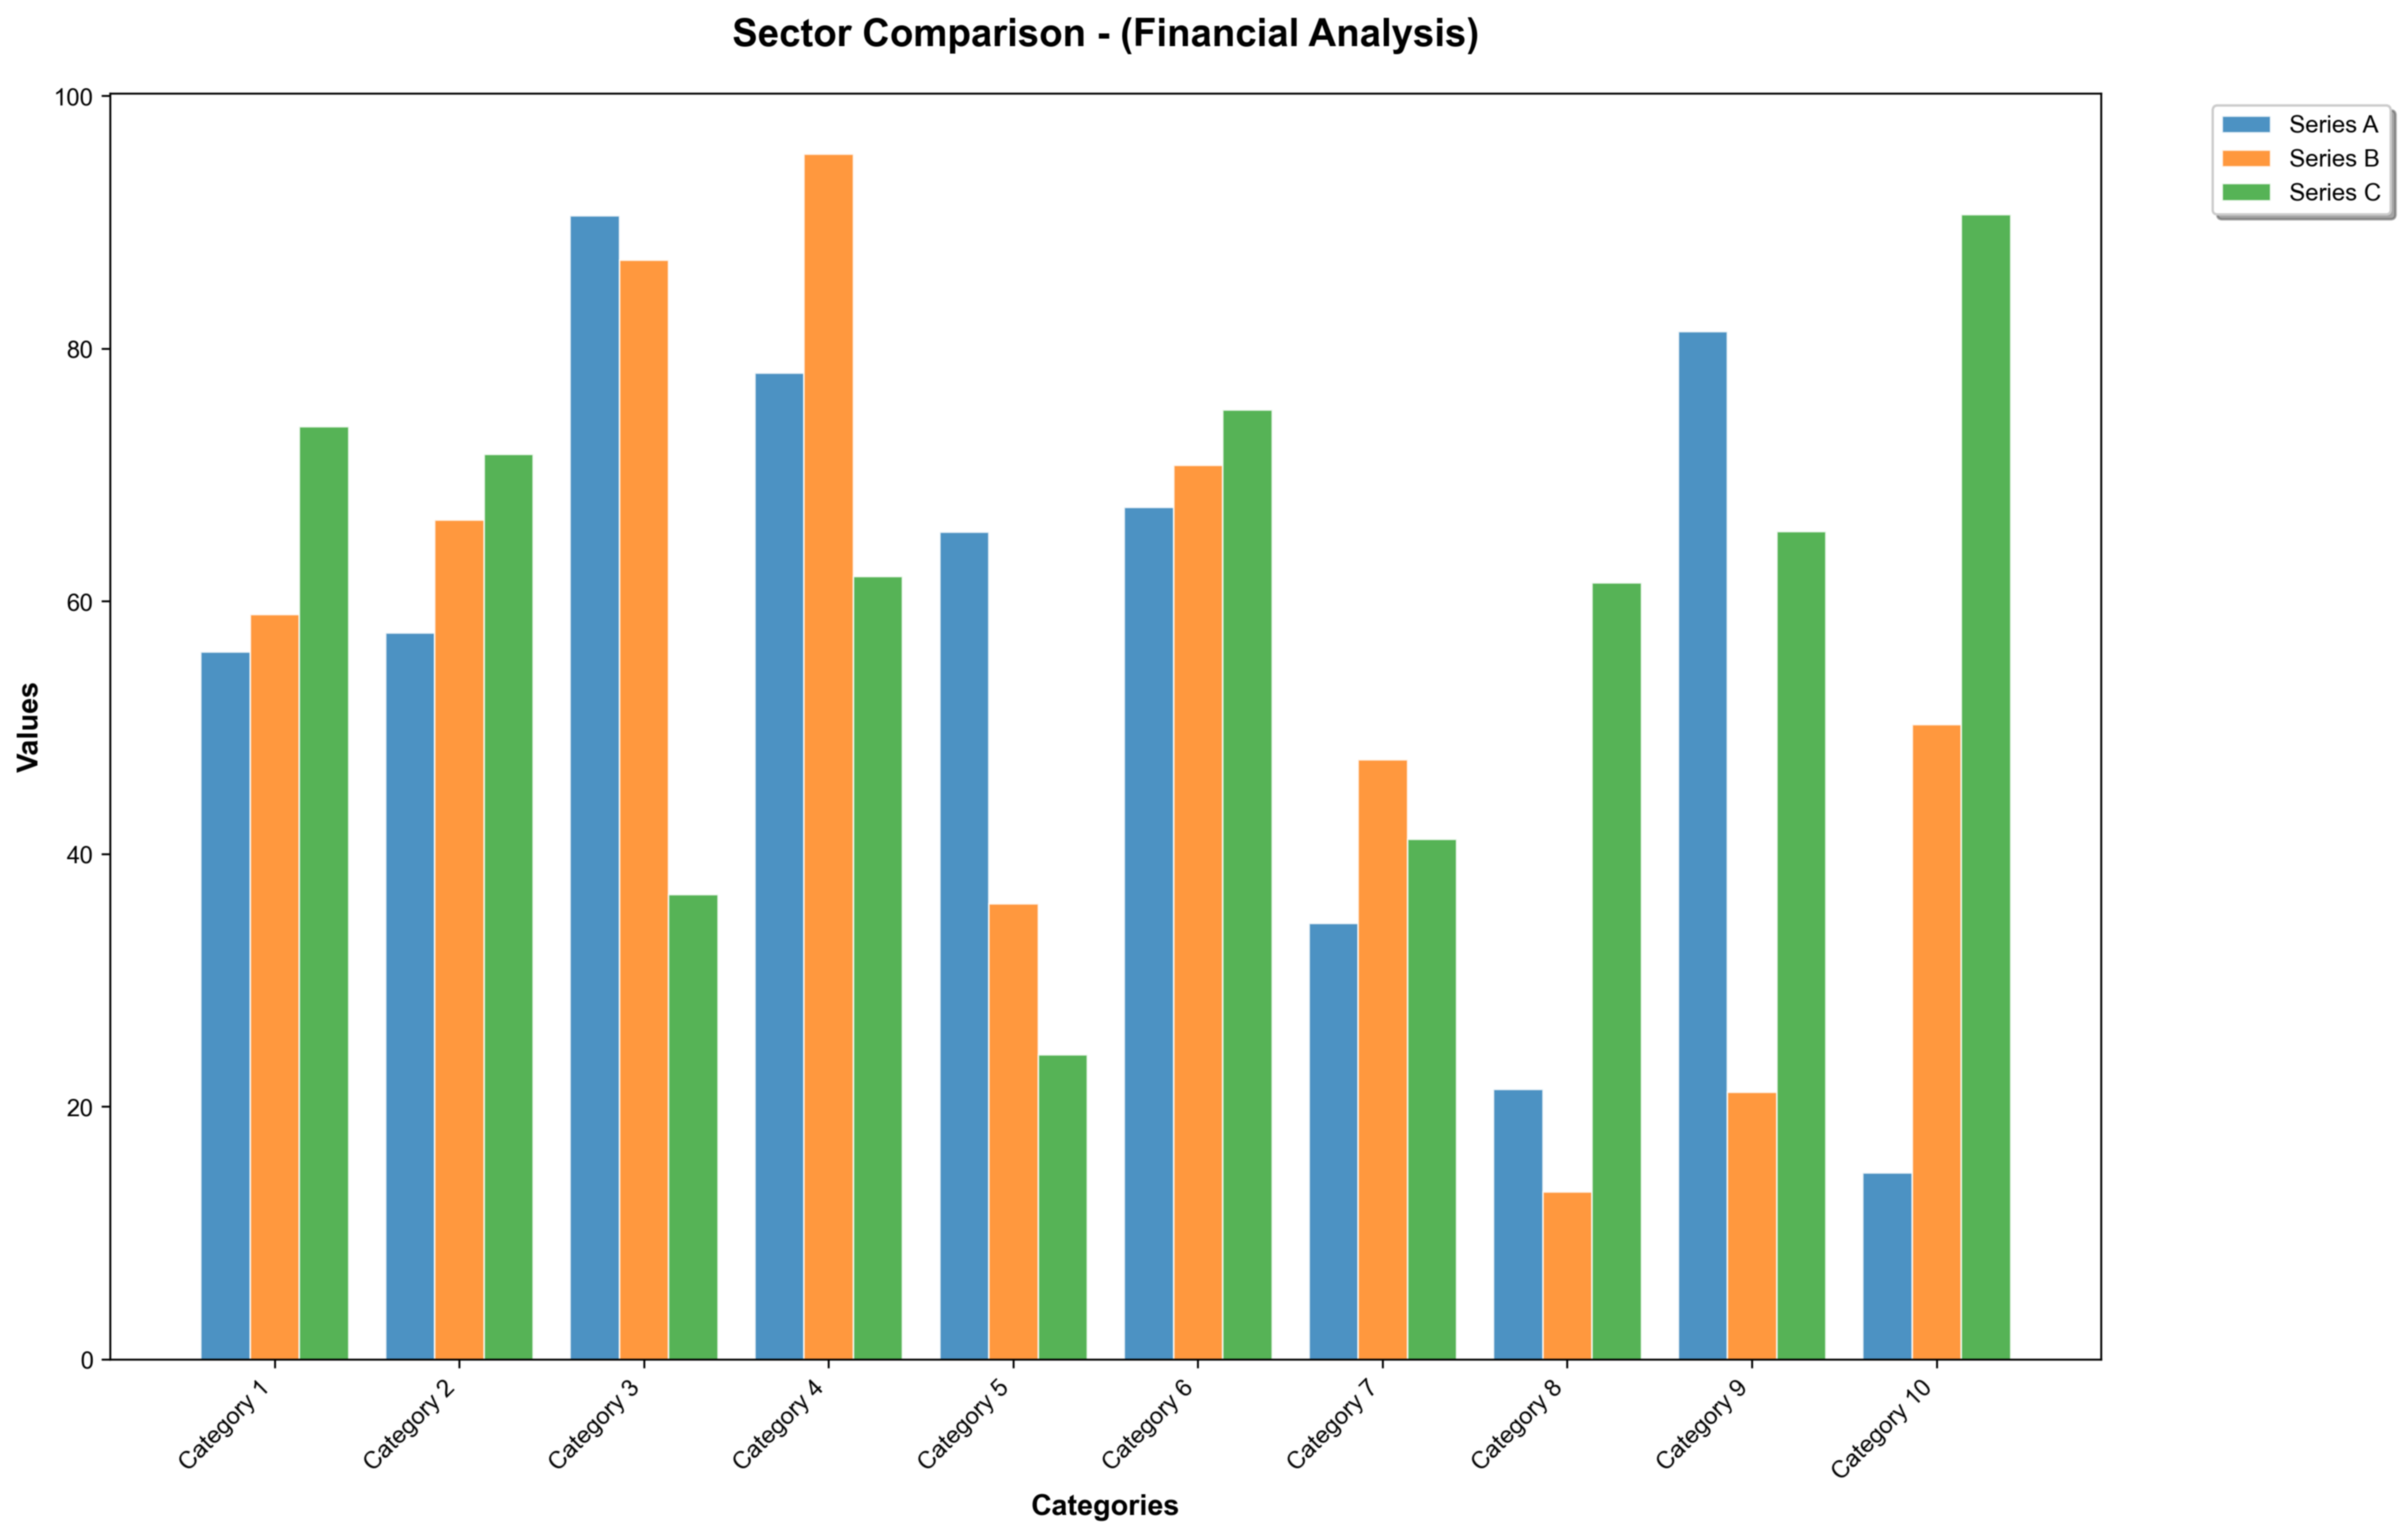 Sector Comparison - (Financial Analysis)
100
80
60
40
20
0
Values
Category 1
Category 2
Category 3
Category 4
Category 5
Category 6
Category 7
Category 8
Category 9
Category 10
Categories
Series A
Series B
Series C